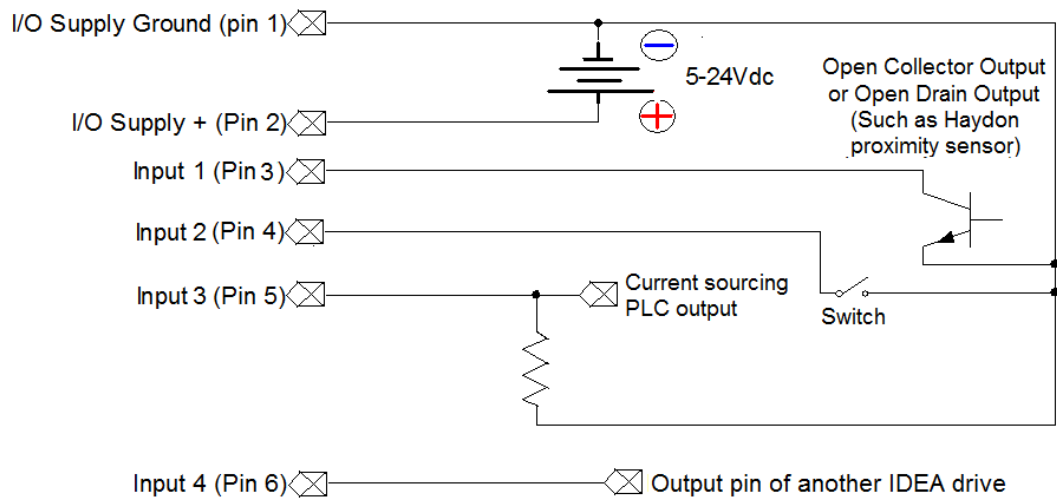 I/O Supply Ground (pin 1)
5-24Vdc
Open Collector Output
or Open Drain Output
(Such as Haydon
proximity sensor)
I/O Supply + (Pin 2)
Input 1 (Pin 3)
Input 2 (Pin 4)
Input 3 (Pin 5)
Current sourcing
PLC output
Switch
Input 4 (Pin 6)
Output pin of another IDEA drive